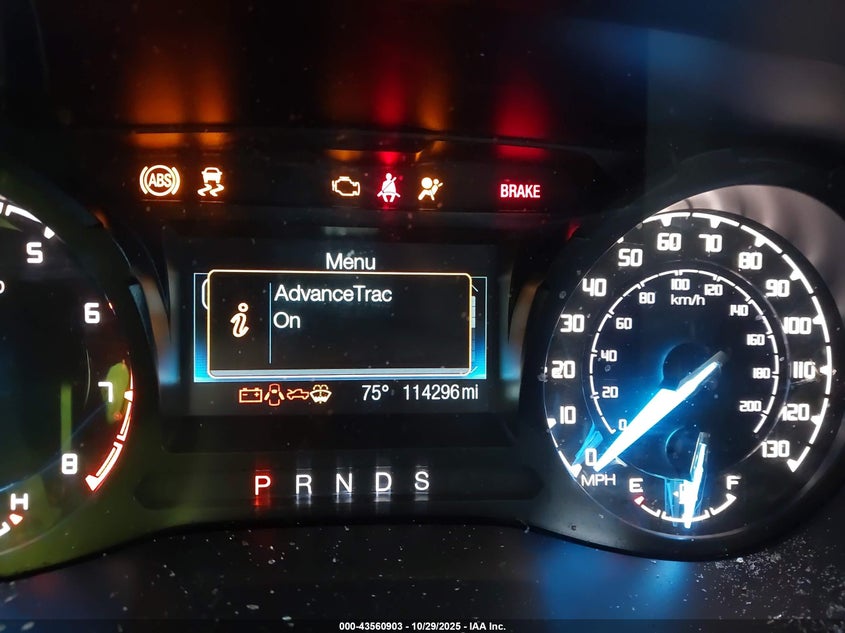 ABS
BRAKE
Menu
AdvanceTrac
On
75° 114296 mi
P R N D S
5
6
7
8
H
0 10 20 30 40 50 60 70 80 90 100 110 120 130
MPH
0 20 40 60 80 100 120 140 160 180 200
km/h
E F
000-43560903 - 10/29/2025 - IAA Inc.